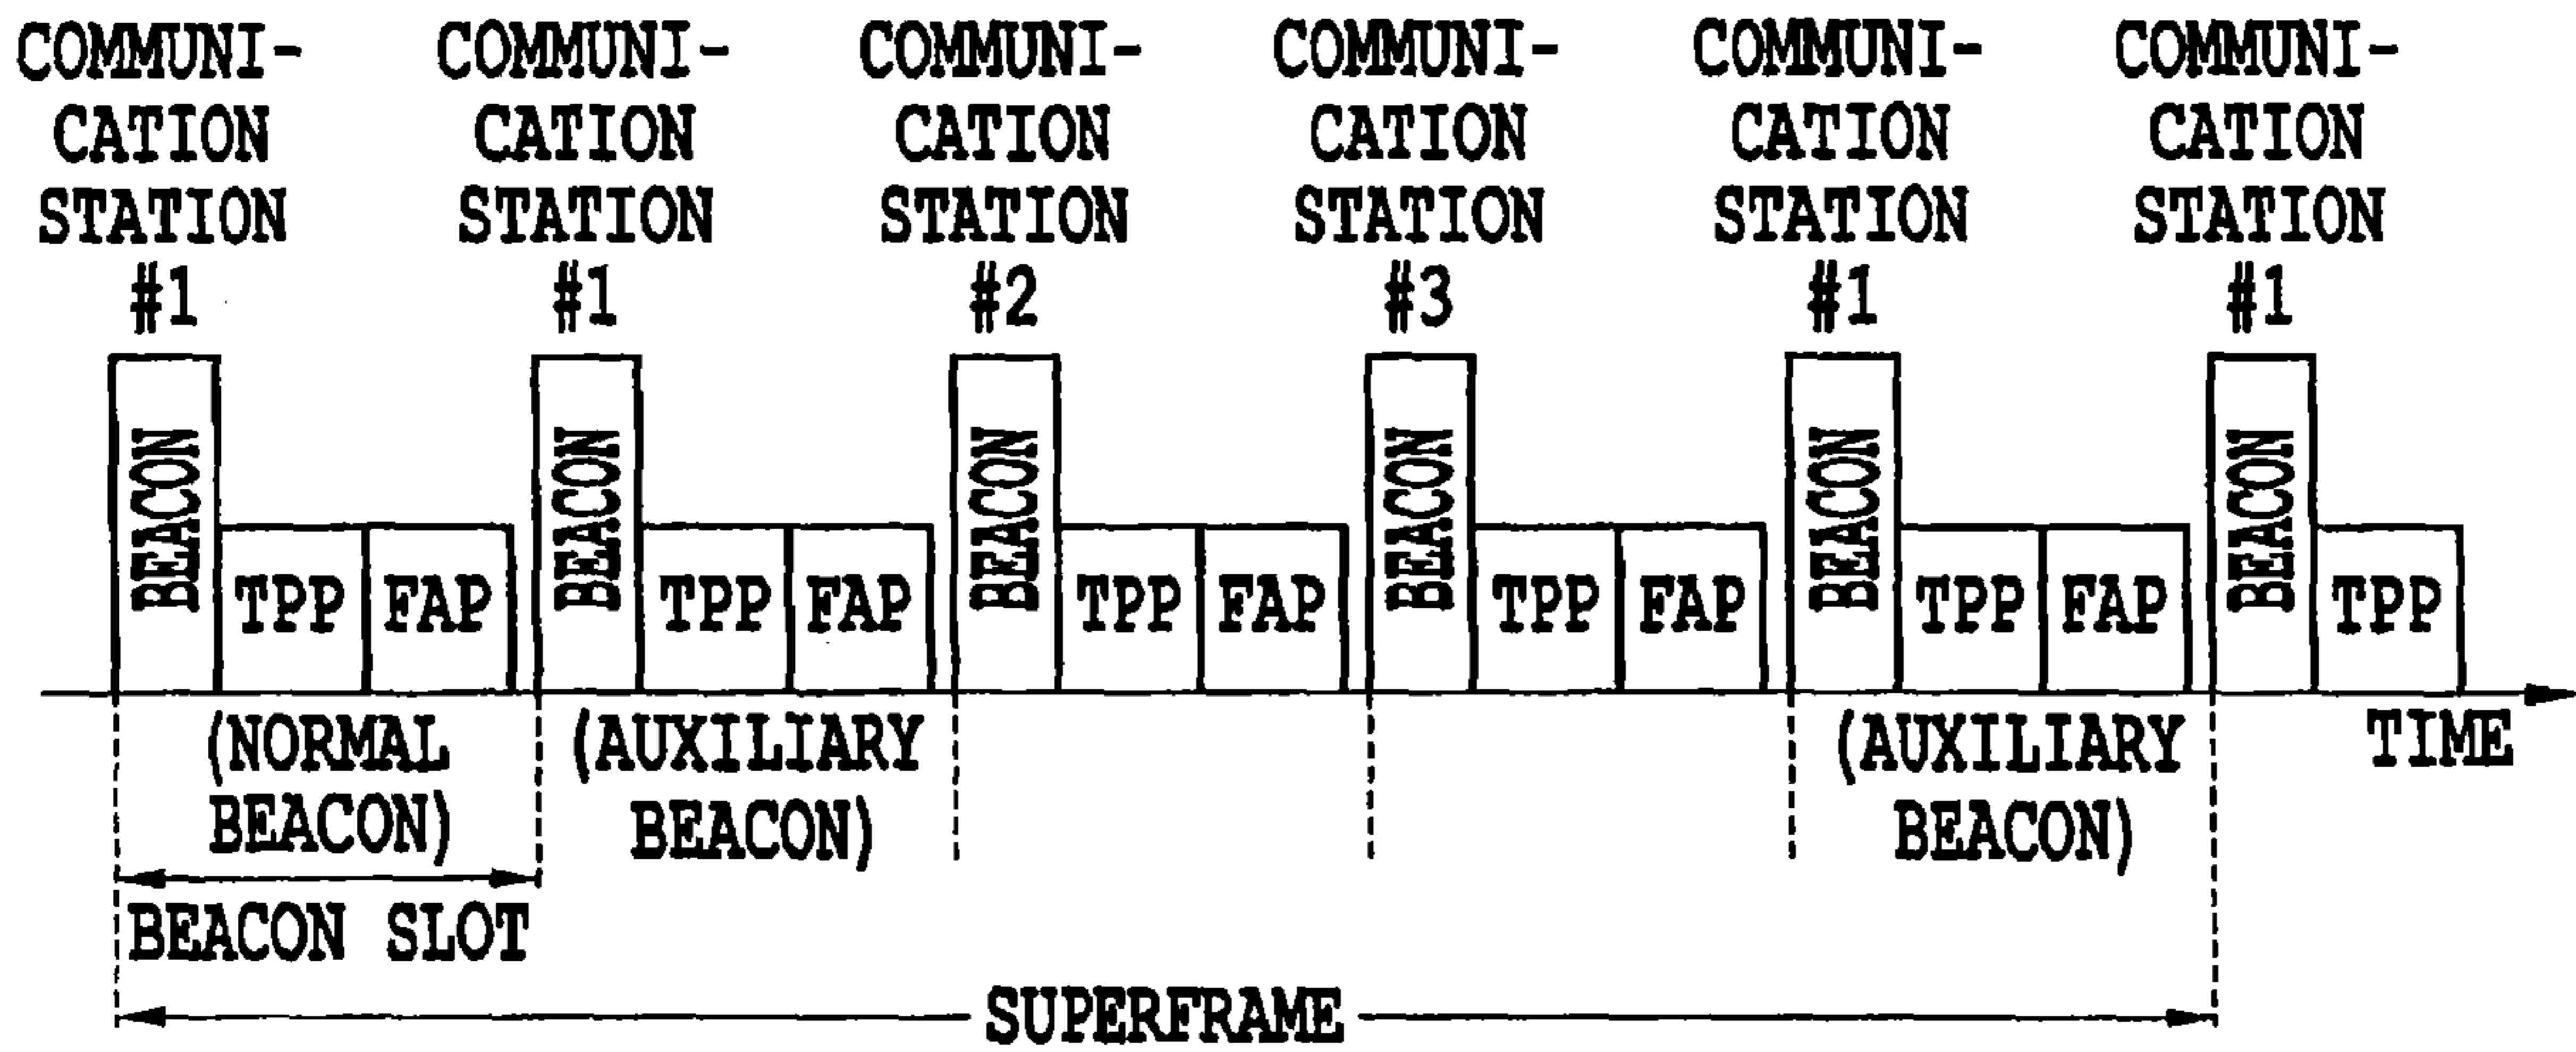 COMMUNI- COMMUNI- COMMUNI- COMMUNI- COMMUNI- COMMUNI-
CATION CATION CATION CATION CATION CATION
STATION STATION STATION STATION STATION STATION
#1 #1 #2 #3 #1 #1
BEACON BEACON BEACON BEACON BEACON BEACON
TPP FAP TPP FAP TPP FAP TPP FAP TPP FAP TPP
(NORMAL (AUXILIARY (AUXILIARY TIME
BEACON) BEACON) BEACON)
BEACON SLOT
SUPERFRAME